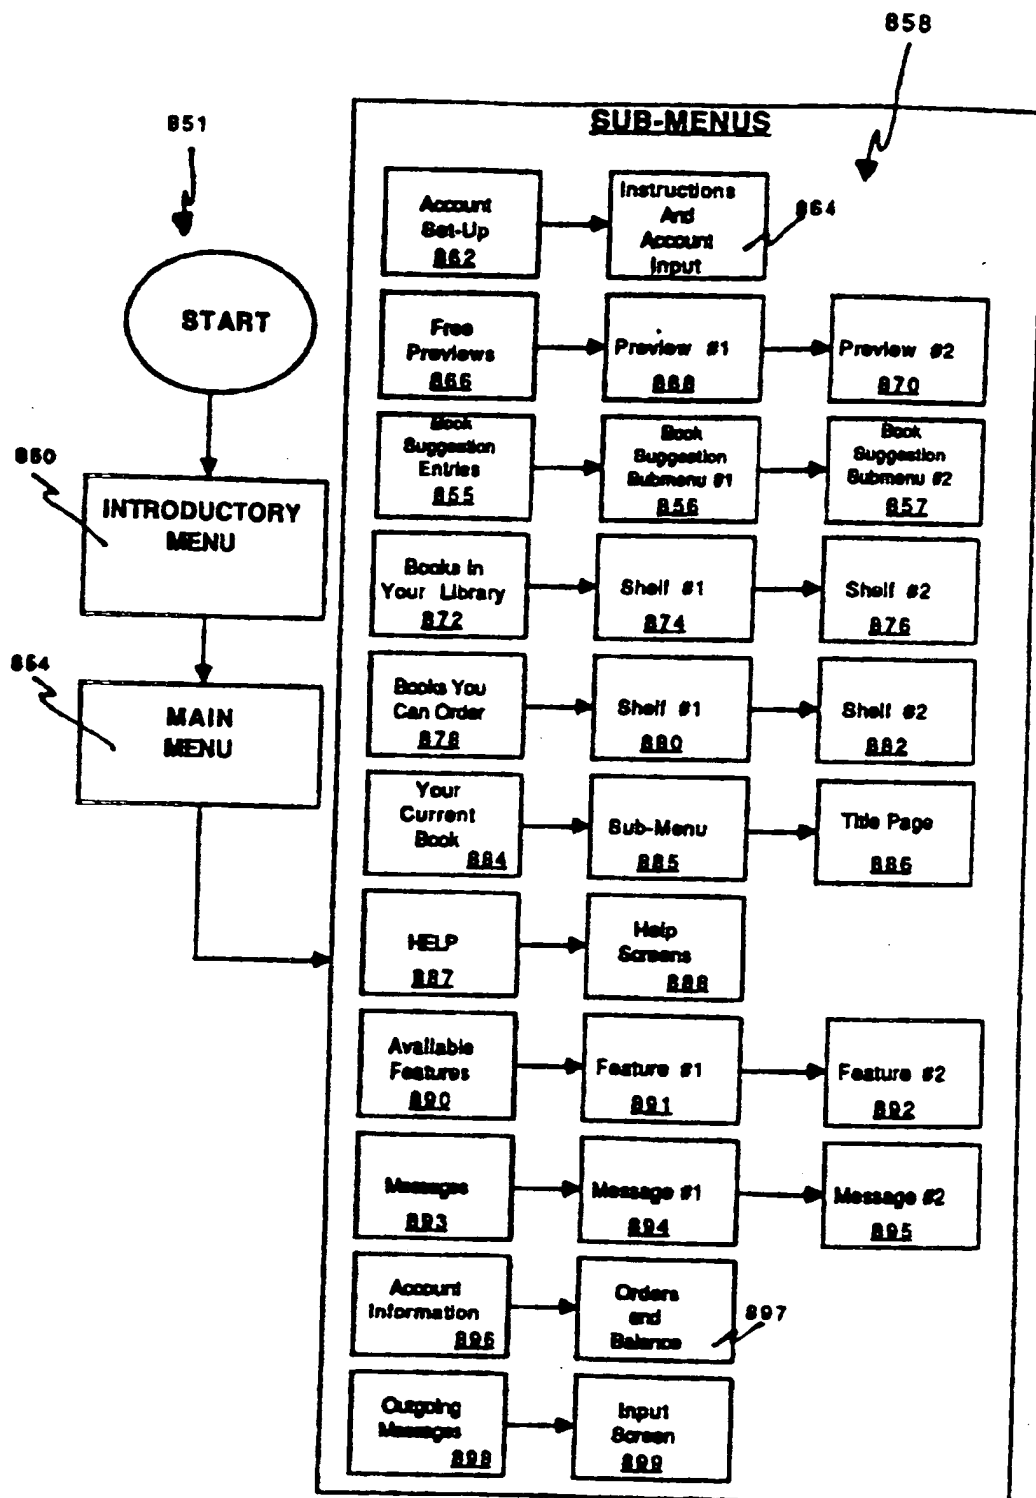 858
851
SUB-MENUS
Account
Set-Up
862
Instructions
And
Account
Input
864
START
Free
Previews
866
Preview #1
868
Preview #2
870
Book
Suggestion
Entries
855
Book
Suggestion
Submenu #1
856
Book
Suggestion
Submenu #2
857
850
INTRODUCTORY
MENU
Books In
Your Library
872
Shelf #1
874
Shelf #2
876
854
MAIN
MENU
Books You
Can Order
878
Shelf #1
880
Shelf #2
882
Your
Current
Book
884
Sub-Menu
885
Title Page
886
HELP
887
Help
Screens
888
Available
Features
890
Feature #1
891
Feature #2
892
Messages
893
Message #1
894
Message #2
895
Account
Information
896
Orders
and
Balance
897
Outgoing
Messages
898
Input
Screen
899